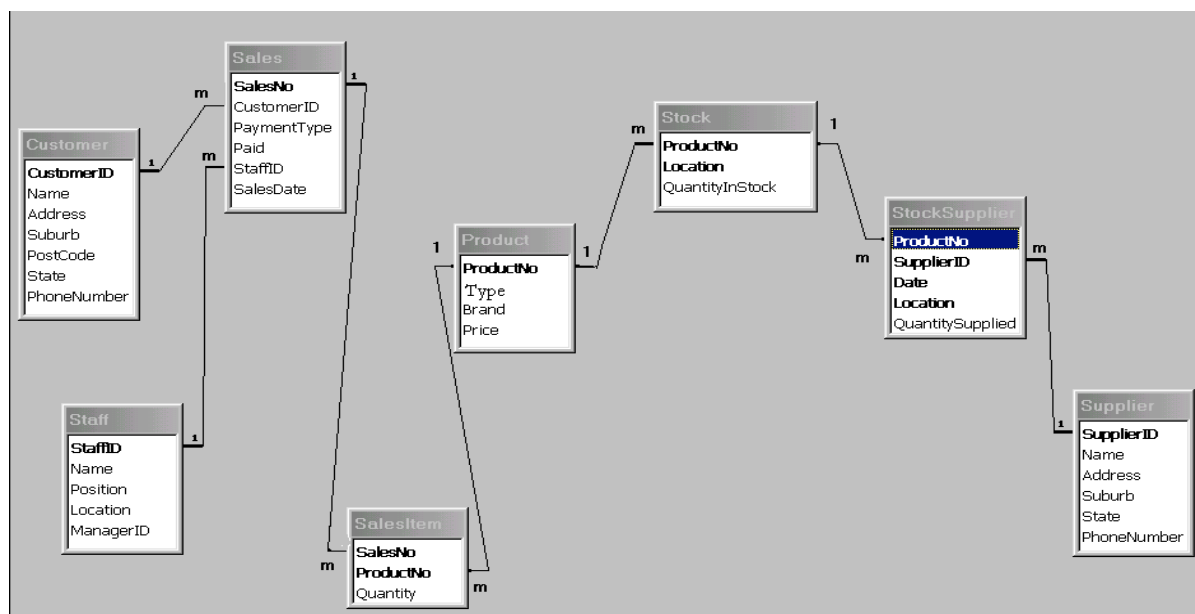 Sales
SalesNo
CustomerID
PaymentType
Paid
StaffID
SalesDate
1
m
m
Customer
CustomerID
Name
Address
Suburb
PostCode
State
PhoneNumber
1
Staff
StaffID
Name
Position
Location
ManagerID
1
SalesItem
SalesNo
ProductNo
Quantity
m
m
Product
ProductNo
Type
Brand
Price
1
1
Stock
ProductNo
Location
QuantityInStock
m
1
StockSupplier
ProductNo
SupplierID
Date
Location
QuantitySupplied
m
m
Supplier
SupplierID
Name
Address
Suburb
State
PhoneNumber
1